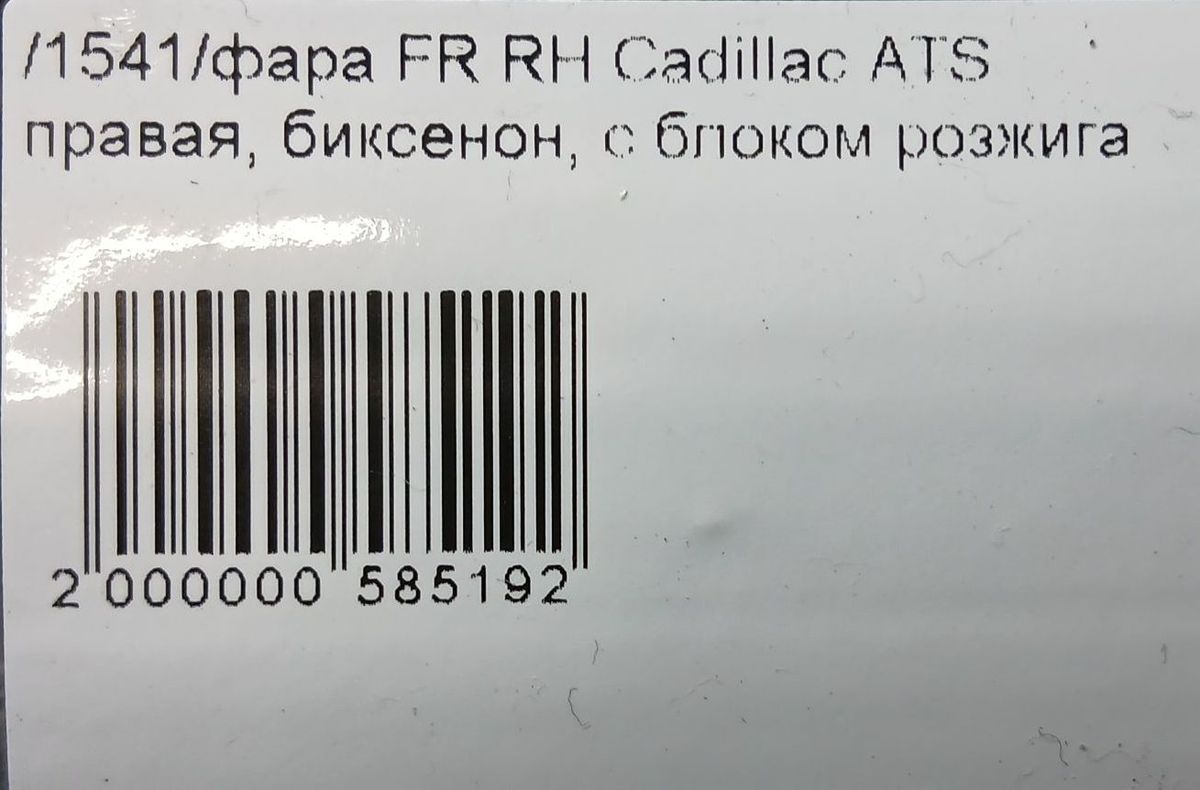 /1541/фара FR RH Cadillac ATS
правая, биксенон, с блоком розжига
2 000000 585192